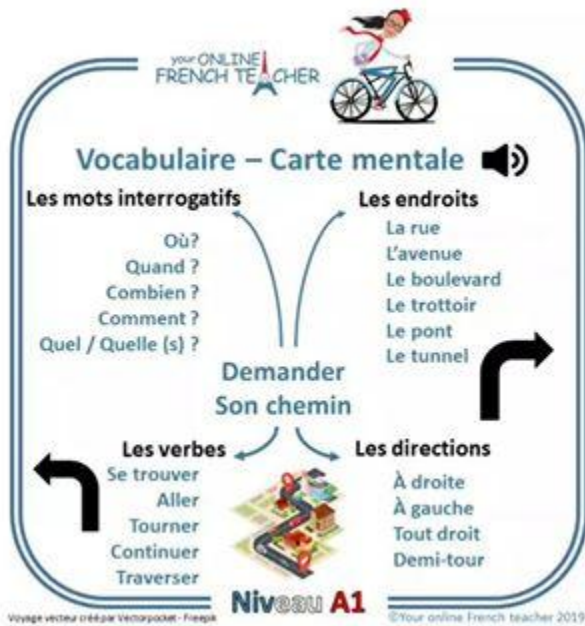 your ONLINE
FRENCH TEACHER
Vocabulaire – Carte mentale
Les mots interrogatifs
Où?
Quand ?
Combien ?
Comment ?
Quel / Quelle (s) ?
Les endroits
La rue
L'avenue
Le boulevard
Le trottoir
Le pont
Le tunnel
Demander
Son chemin
Les verbes
Se trouver
Aller
Tourner
Continuer
Traverser
Les directions
À droite
À gauche
Tout droit
Demi-tour
Niveau A1
Voyage vecteur créé par Vectorpocket - Freepik
©Your online French teacher 2019